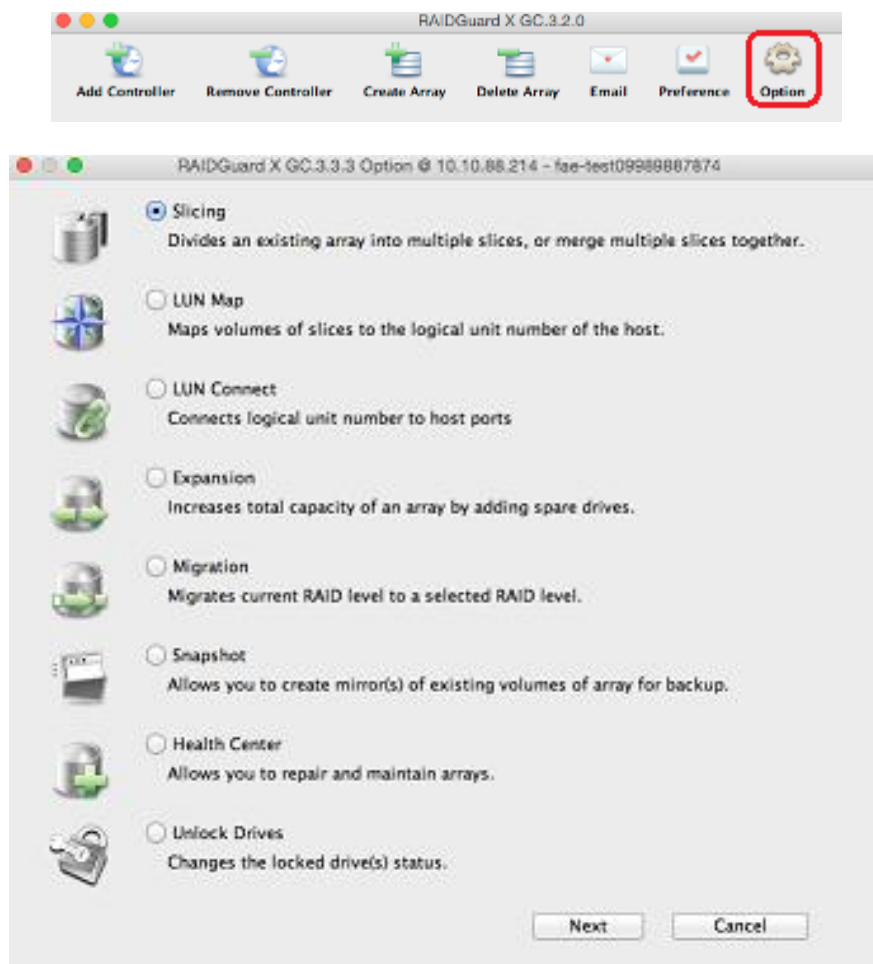 RAIDGuard X GC.3.2.0
Add Controller Remove Controller Create Array Delete Array Email Preference Option
RAIDGuard X GC.3.3.3 Option @ 10.10.88.214 - fae-test09989887874
Slicing
Divides an existing array into multiple slices, or merge multiple slices together.
LUN Map
Maps volumes of slices to the logical unit number of the host.
LUN Connect
Connects logical unit number to host ports
Expansion
Increases total capacity of an array by adding spare drives.
Migration
Migrates current RAID level to a selected RAID level.
Snapshot
Allows you to create mirror(s) of existing volumes of array for backup.
Health Center
Allows you to repair and maintain arrays.
Unlock Drives
Changes the locked drive(s) status.
Next Cancel